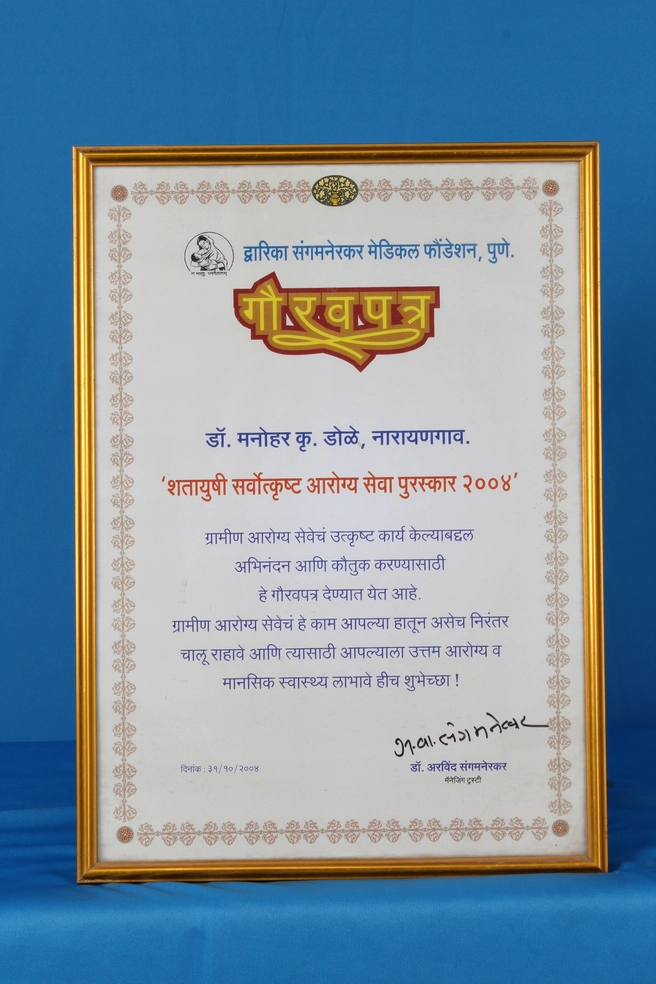 द्वारिका संगमनेरकर मेडिकल फौंडेशन, पुणे.
गौरवपत्र
डॉ. मनोहर कृ. डोळे, नारायणगाव.
‘शतायुषी सर्वोत्कृष्ट आरोग्य सेवा पुरस्कार २००४’
ग्रामीण आरोग्य सेवेचं उत्कृष्ट कार्य केल्याबद्दल
अभिनंदन आणि कौतुक करण्यासाठी
हे गौरवपत्र देण्यात येत आहे.
ग्रामीण आरोग्य सेवेचं हे काम आपल्या हातून असेच निरंतर
चालू राहावे आणि त्यासाठी आपल्याला उत्तम आरोग्य व
मानसिक स्वास्थ्य लाभावे हीच शुभेच्छा !
दिनांक : ३१/१०/२००४
डॉ. अरविंद संगमनेरकर
मॅनेजिंग ट्रस्टी